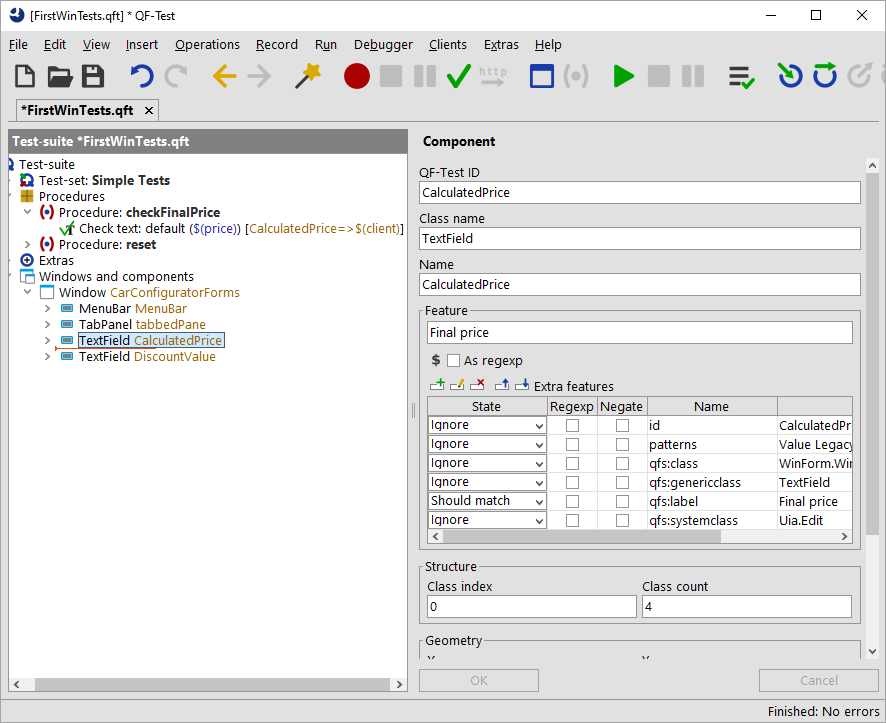 [FirstWinTests.qft] * QF-Test
File Edit View Insert Operations Record Run Debugger Clients Extras Help
http
*FirstWinTests.qft
Test-suite *FirstWinTests.qft
Test-suite
Test-set: Simple Tests
Procedures
Procedure: checkFinalPrice
Check text: default ($(price)) [CalculatedPrice=>$(client)]
Procedure: reset
Extras
Windows and components
Window CarConfiguratorForms
MenuBar MenuBar
TabPanel tabbedPane
TextField CalculatedPrice
TextField DiscountValue
Component
QF-Test ID
CalculatedPrice
Class name
TextField
Name
CalculatedPrice
Feature
Final price
$ As regexp
Extra features
State Regexp Negate Name
Ignore id CalculatedPr
Ignore patterns Value Legacy
Ignore qfs:class WinForm.Win
Ignore qfs:genericclass TextField
Should match qfs:label Final price
Ignore qfs:systemclass Uia.Edit
Structure
Class index Class count
0 4
Geometry
OK Cancel
Finished: No errors